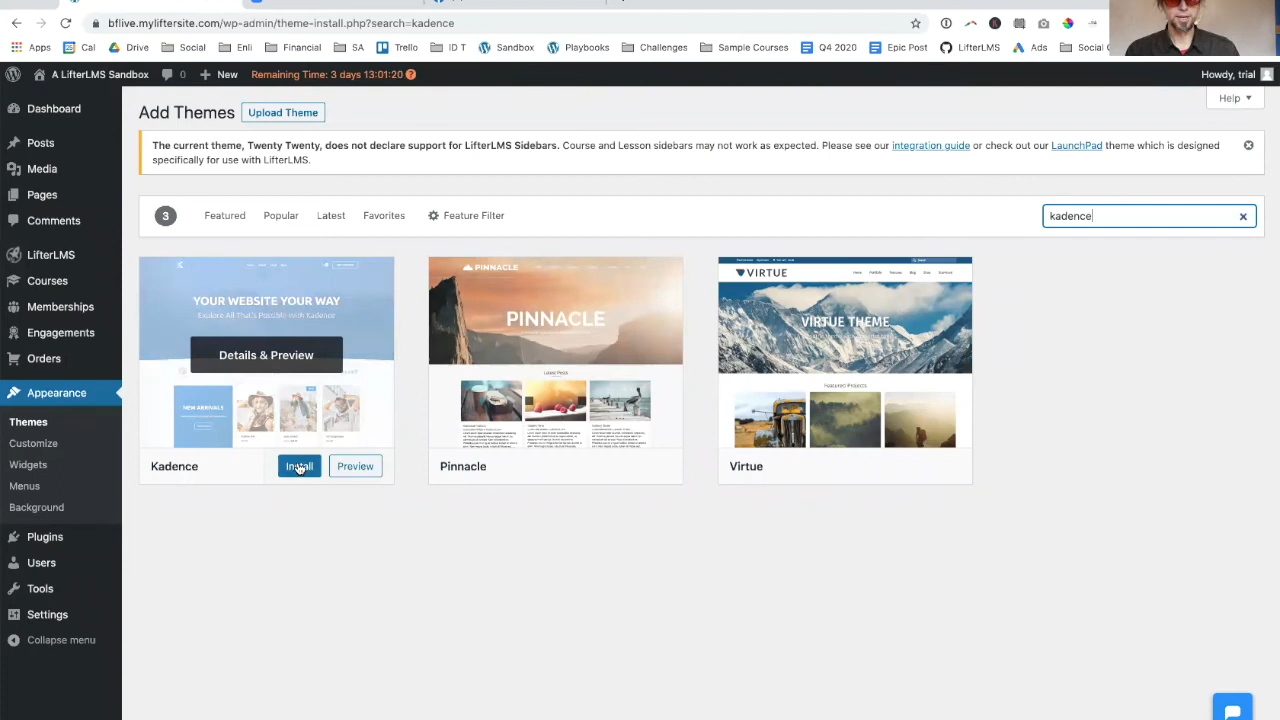 bflive.myliftersite.com/wp-admin/theme-install.php?search=kadence
Apps Cal Drive Social Enli Financial SA Trello ID T Sandbox Playbooks Challenges Sample Courses Q4 2020 Epic Post LifterLMS Ads Social
A LifterLMS Sandbox 0 New Remaining Time: 3 days 13:01:20 Howdy, trial
Dashboard
Posts
Media
Pages
Comments
LifterLMS
Courses
Memberships
Engagements
Orders
Appearance
Themes
Customize
Widgets
Menus
Background
Plugins
Users
Tools
Settings
Collapse menu
Help
Add Themes Upload Theme
The current theme, Twenty Twenty, does not declare support for LifterLMS Sidebars. Course and Lesson sidebars may not work as expected. Please see our integration guide or check out our LaunchPad theme which is designed
specifically for use with LifterLMS.
3 Featured Popular Latest Favorites Feature Filter kadence
YOUR WEBSITE YOUR WAY
Explore All That's Possible With Kadence
Details & Preview
NEW ARRIVALS
Kadence Install Preview
PINNACLE
PINNACLE
Latest Posts
Pinnacle
VIRTUE
VIRTUE THEME
Featured Projects
Virtue